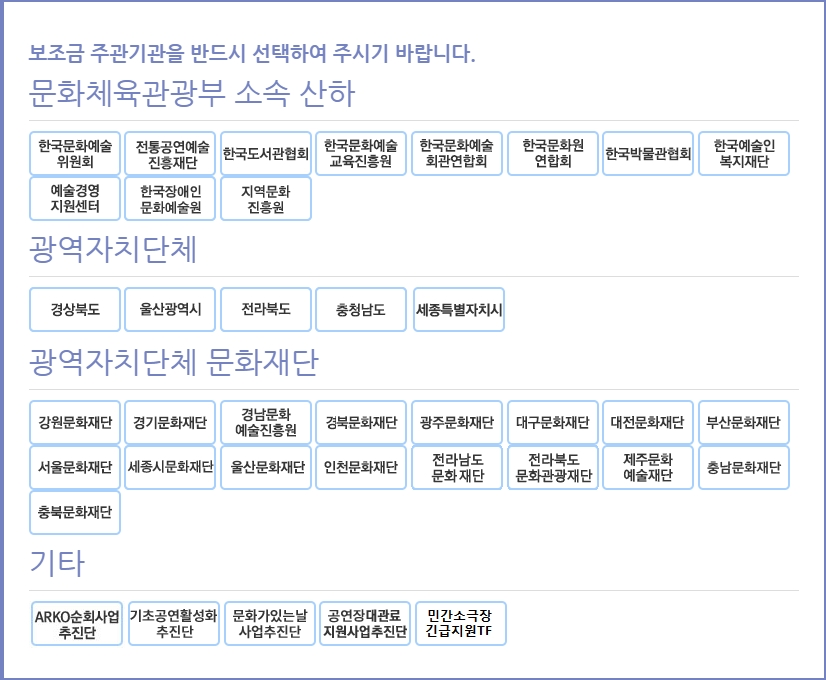 보조금 주관기관을 반드시 선택하여 주시기 바랍니다.
문화체육관광부 소속 산하
한국문화예술
위원회
전통공연예술
진흥재단
한국도서관협회
한국문화예술
교육진흥원
한국문화예술
회관연합회
한국문화원
연합회
한국박물관협회
한국예술인
복지재단
예술경영
지원센터
한국장애인
문화예술원
지역문화
진흥원
광역자치단체
경상북도
울산광역시
전라북도
충청남도
세종특별자치시
광역자치단체 문화재단
강원문화재단
경기문화재단
경남문화
예술진흥원
경북문화재단
광주문화재단
대구문화재단
대전문화재단
부산문화재단
서울문화재단
세종시문화재단
울산문화재단
인천문화재단
전라남도
문화 재단
전라북도
문화관광재단
제주문화
예술재단
충남문화재단
충북문화재단
기타
ARKO순회사업
추진단
기초공연활성화
추진단
문화가있는날
사업추진단
공연장대관료
지원사업추진단
민간소극장
긴급지원TF